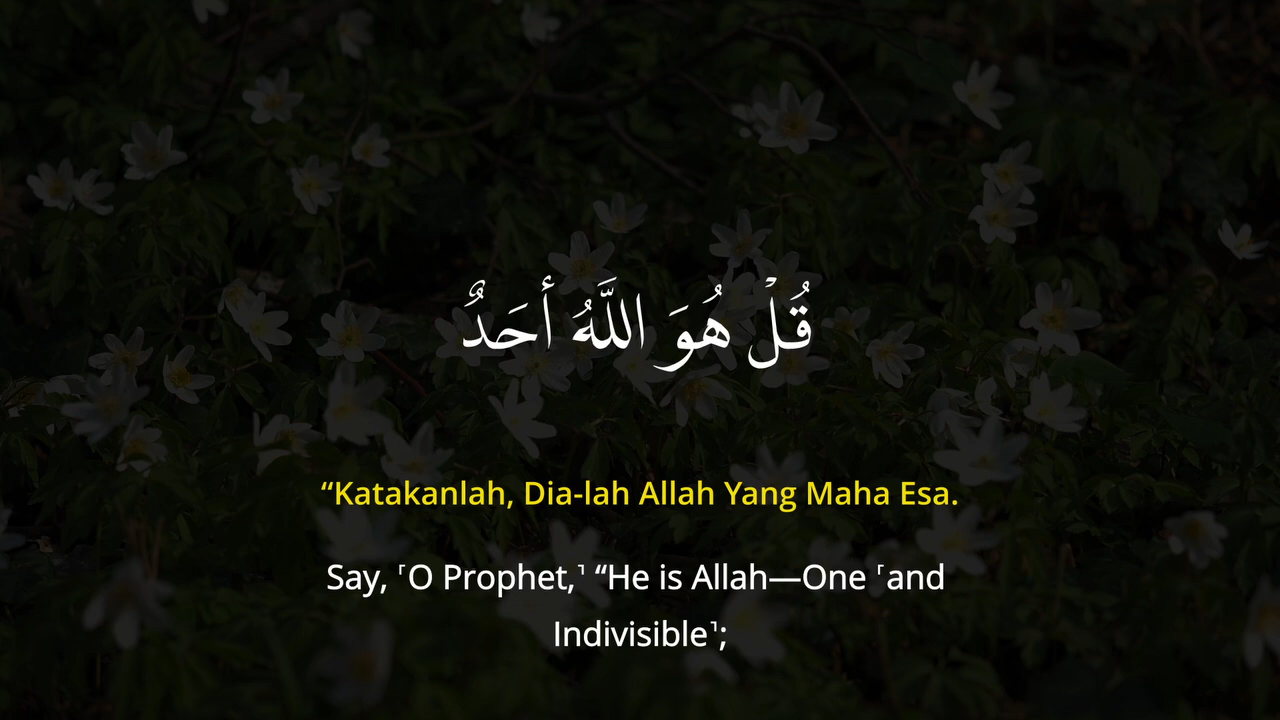 قُلْ هُوَ اللَّهُ أَحَدٌ
“Katakanlah, Dia-lah Allah Yang Maha Esa.
Say, ˹O Prophet,˺ “He is Allah—One ˹and
Indivisible˺;